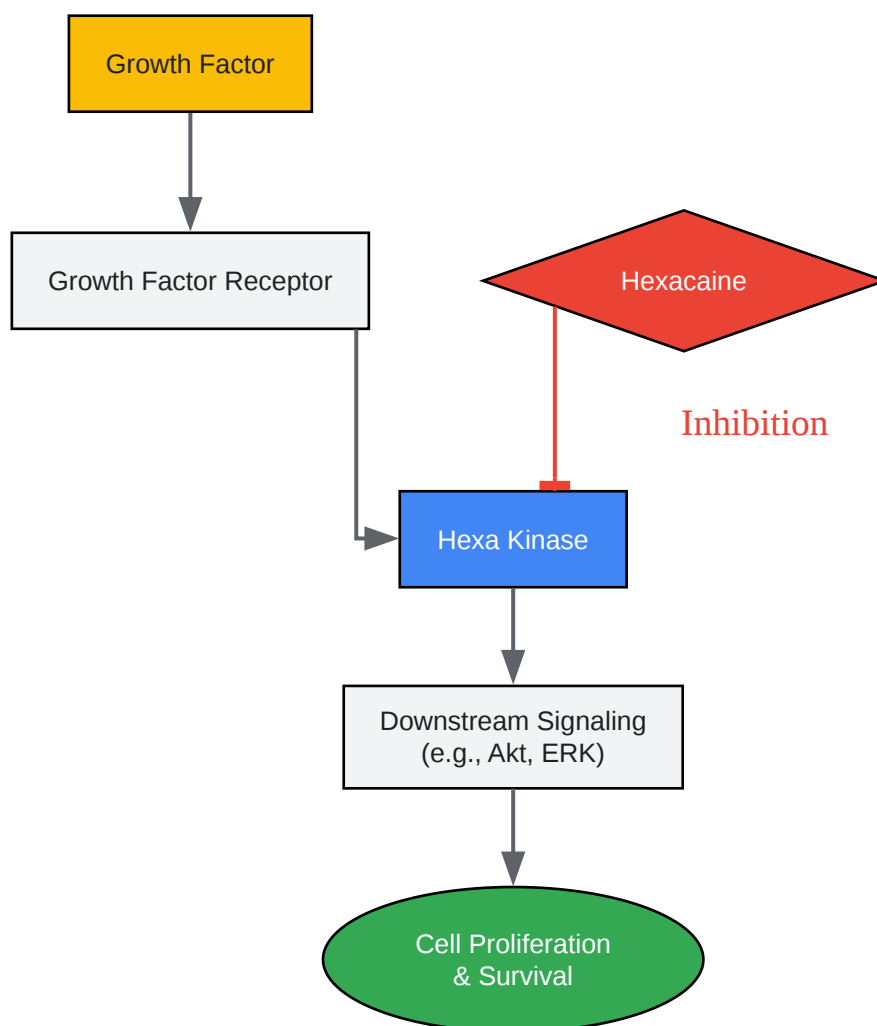 Growth Factor
Growth Factor Receptor
Hexacaine
Inhibition
Hexa Kinase
Downstream Signaling
(e.g., Akt, ERK)
Cell Proliferation
& Survival